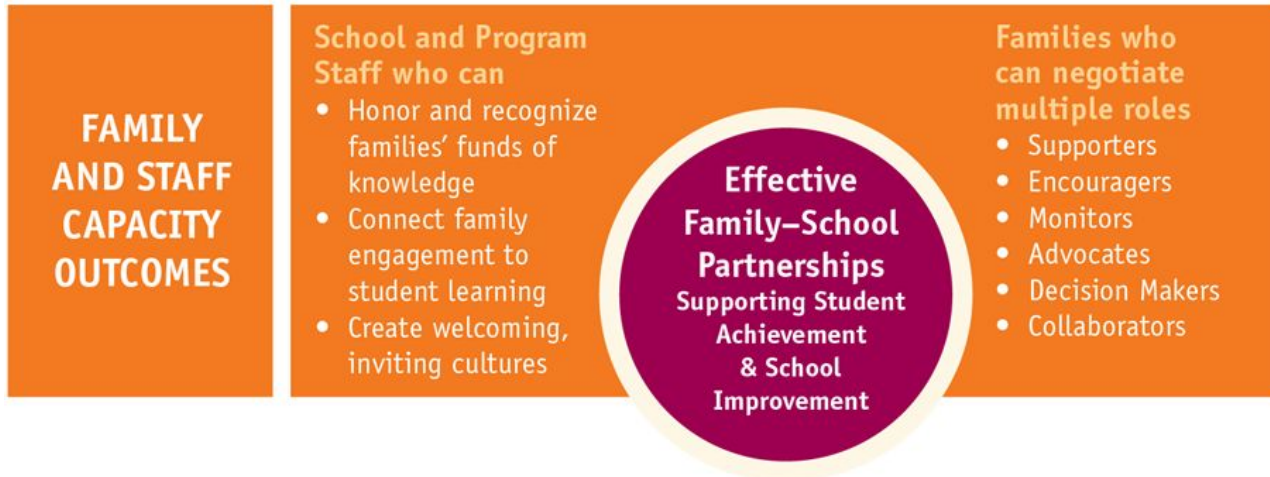 FAMILY
AND STAFF
CAPACITY
OUTCOMES
School and Program
Staff who can
• Honor and recognize
families’ funds of
knowledge
• Connect family
engagement to
student learning
• Create welcoming,
inviting cultures
Effective
Family–School
Partnerships
Supporting Student
Achievement
& School
Improvement
Families who
can negotiate
multiple roles
• Supporters
• Encouragers
• Monitors
• Advocates
• Decision Makers
• Collaborators